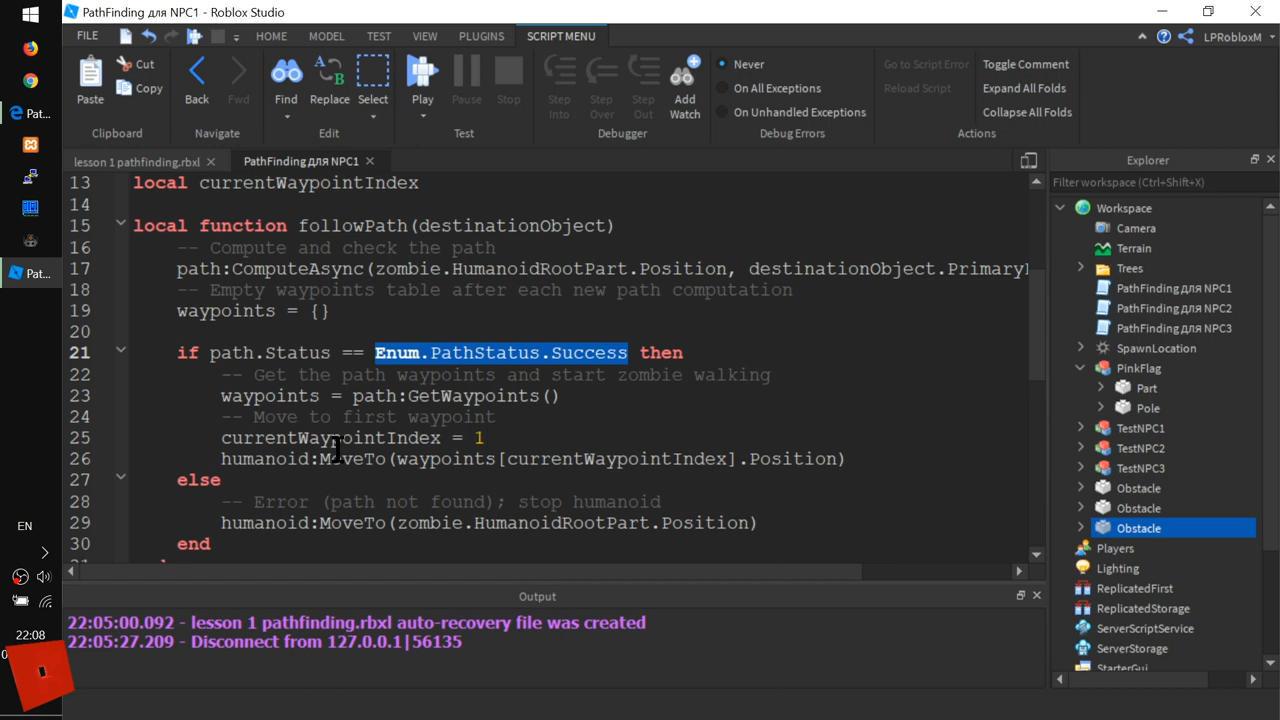 PathFinding для NPC1 - Roblox Studio
FILE HOME MODEL TEST VIEW PLUGINS SCRIPT MENU LPRobloxM
Paste Cut Copy
Back Fwd
Find Replace Select
Play Pause Stop
Step Into Step Over Step Out Add Watch
Never
On All Exceptions
On Unhandled Exceptions
Go to Script Error
Reload Script
Toggle Comment
Expand All Folds
Collapse All Folds
Clipboard Navigate Edit Test Debugger Debug Errors Actions
lesson 1 pathfinding.rbxl PathFinding для NPC1
13 local currentWaypointIndex
14
15 local function followPath(destinationObject)
16 -- Compute and check the path
17 path:ComputeAsync(zombie.HumanoidRootPart.Position, destinationObject.Primary
18 -- Empty waypoints table after each new path computation
19 waypoints = {}
20
21 if path.Status == Enum.PathStatus.Success then
22 -- Get the path waypoints and start zombie walking
23 waypoints = path:GetWaypoints()
24 -- Move to first waypoint
25 currentWaypointIndex = 1
26 humanoid:MoveTo(waypoints[currentWaypointIndex].Position)
27 else
28 -- Error (path not found); stop humanoid
29 humanoid:MoveTo(zombie.HumanoidRootPart.Position)
30 end
Output
22:05:00.092 - lesson 1 pathfinding.rbxl auto-recovery file was created
22:05:27.209 - Disconnect from 127.0.0.1|56135
Explorer
Filter workspace (Ctrl+Shift+X)
Workspace
Camera
Terrain
Trees
PathFinding для NPC1
PathFinding для NPC2
PathFinding для NPC3
SpawnLocation
PinkFlag
Part
Pole
TestNPC1
TestNPC2
TestNPC3
Obstacle
Obstacle
Obstacle
Players
Lighting
ReplicatedFirst
ReplicatedStorage
ServerScriptService
ServerStorage
StarterGui
Pat...
Pat...
EN
22:08